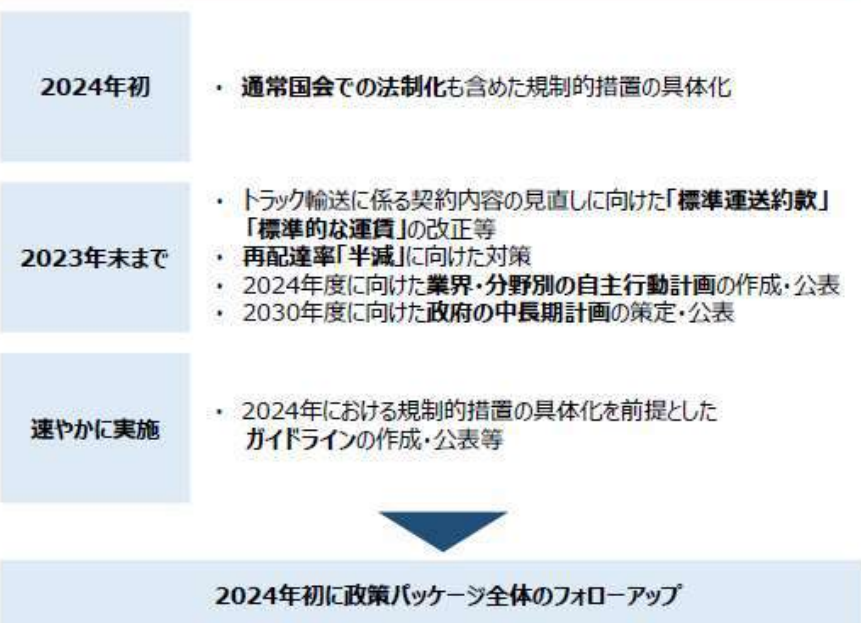 2024年初
・ 通常国会での法制化も含めた規制的措置の具体化
2023年末まで
・ トラック輸送に係る契約内容の見直しに向けた「標準運送約款」
「標準的な運賃」の改正等
・ 再配達率「半減」に向けた対策
・ 2024年度に向けた業界・分野別の自主行動計画の作成・公表
・ 2030年度に向けた政府の中長期計画の策定・公表
速やかに実施
・ 2024年における規制的措置の具体化を前提とした
ガイドラインの作成・公表等
2024年初に政策パッケージ全体のフォローアップ